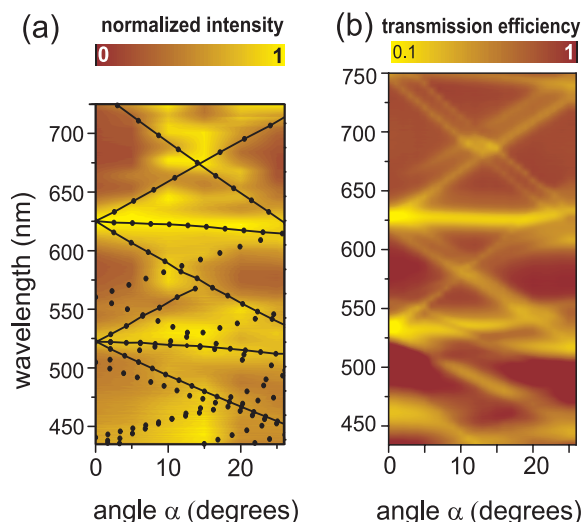 (a) normalized intensity
0 1
700
650
600
550
500
450
wavelength (nm)
0 10 20
angle α (degrees)
(b) transmission efficiency
0.1 1
750
700
650
600
550
500
450
0 10 20
angle α (degrees)